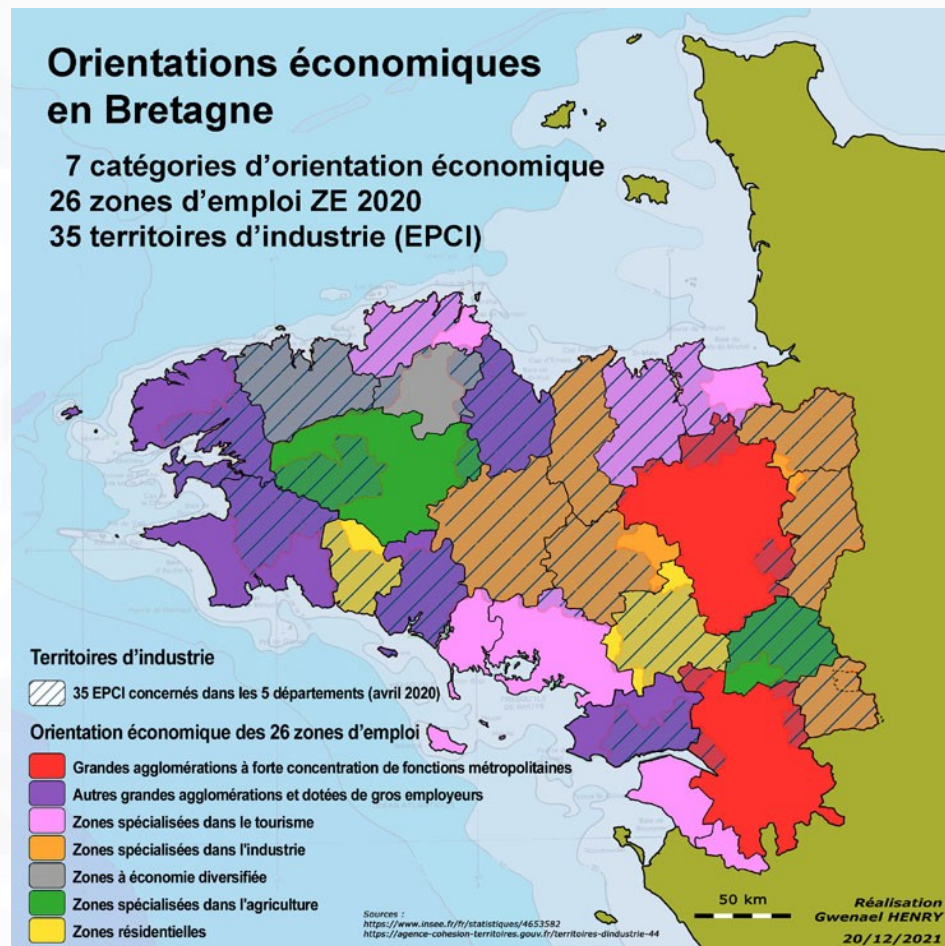 Orientations économiques
en Bretagne
7 catégories d'orientation économique
26 zones d'emploi ZE 2020
35 territoires d'industrie (EPCI)
Territoires d'industrie
35 EPCI concernés dans les 5 départements (avril 2020)
Orientation économique des 26 zones d'emploi
Grandes agglomérations à forte concentration de fonctions métropolitaines
Autres grandes agglomérations et dotées de gros employeurs
Zones spécialisées dans le tourisme
Zones spécialisées dans l'industrie
Zones à économie diversifiée
Zones spécialisées dans l'agriculture
Zones résidentielles
Sources :
https://www.insee.fr/fr/statistiques/4653582
https://agence-cohesion-territoires.gouv.fr/territoires-dindustrie-44
50 km
Réalisation
Gwenael HENRY
20/12/2021